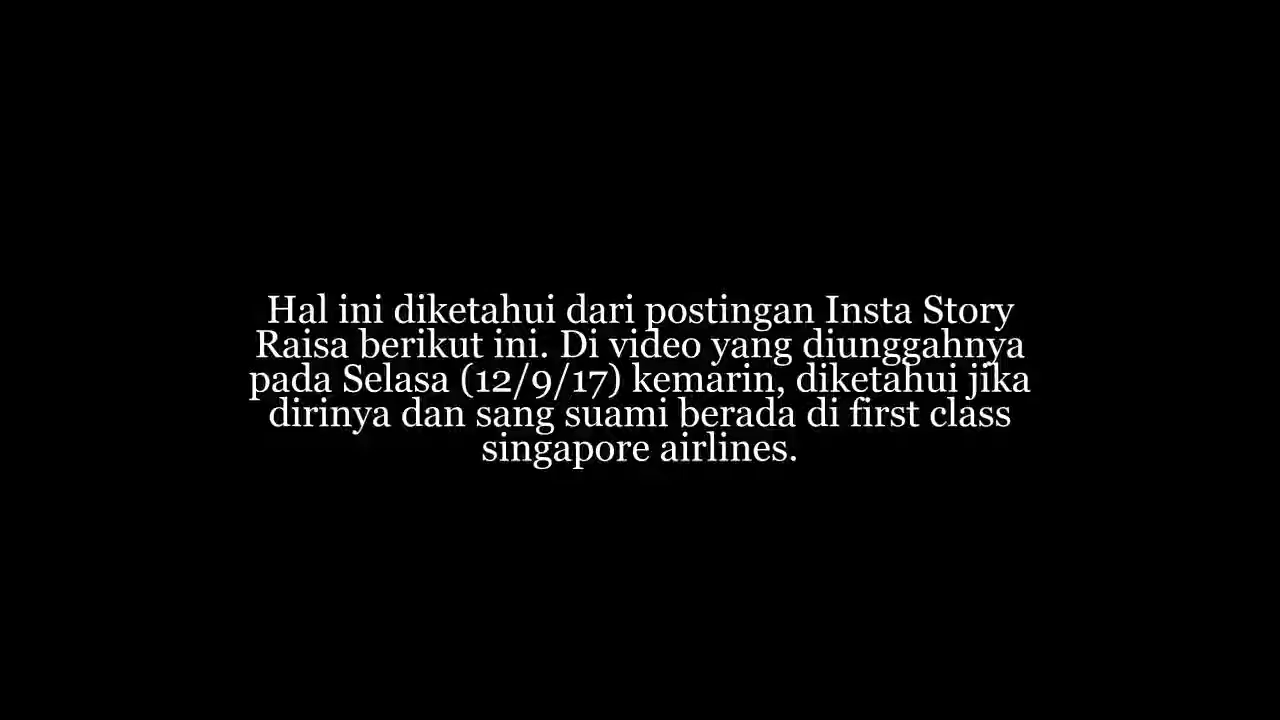 Hal ini diketahui dari postingan Insta Story
Raisa berikut ini. Di video yang diunggahnya
pada Selasa (12/9/17) kemarin, diketahui jika
dirinya dan sang suami berada di first class
singapore airlines.